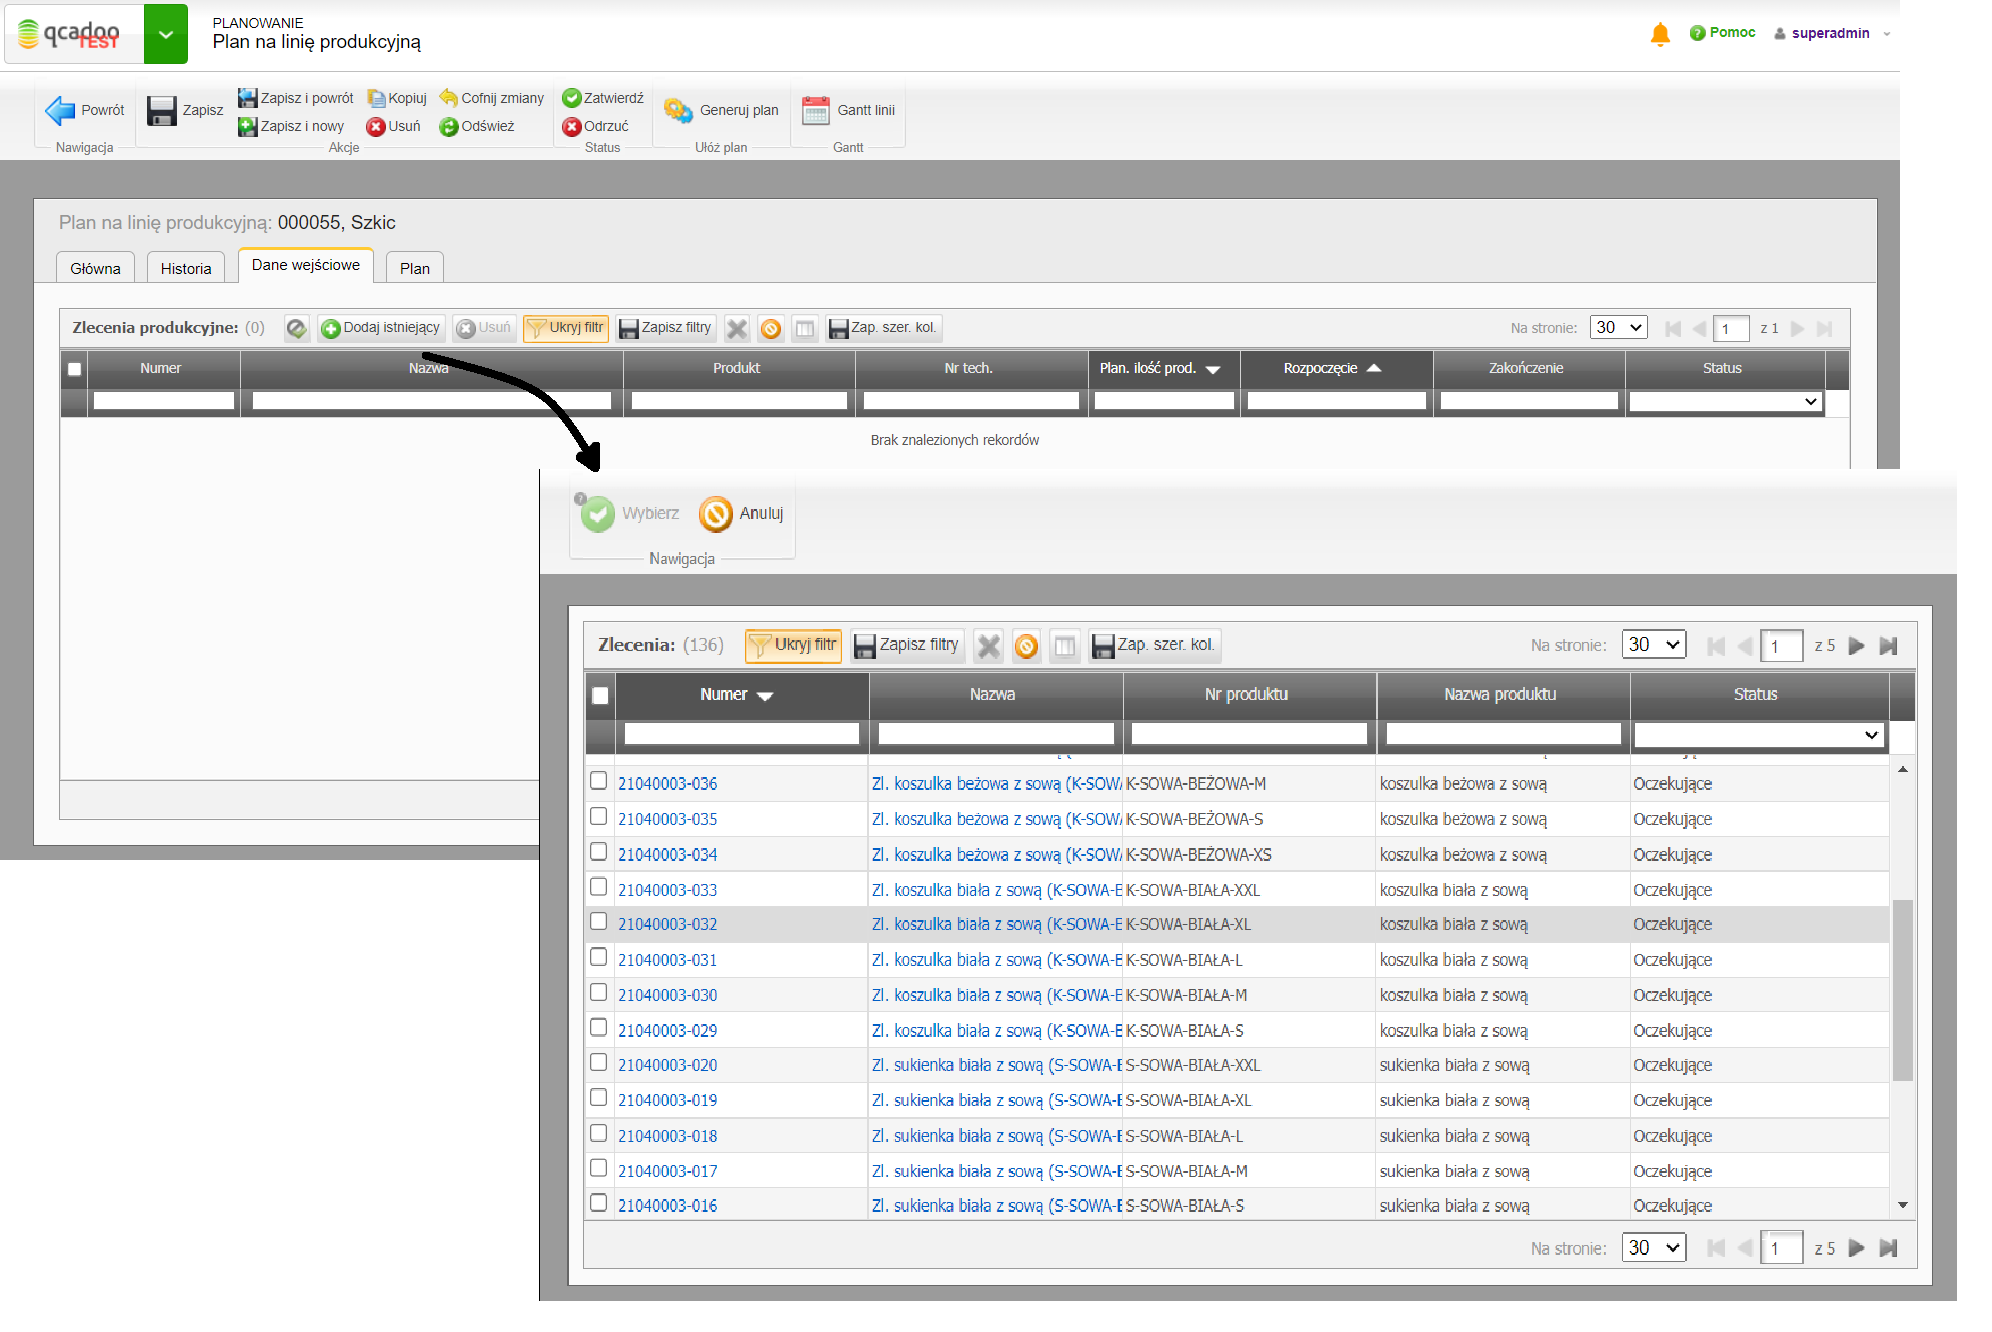 qcadoo
TEST
PLANOWANIE
Plan na linię produkcyjną
Pomoc
superadmin
Powrót
Nawigacja
Zapisz
Zapisz i powrót
Kopiuj
Cofnij zmiany
Zapisz i nowy
Usuń
Odśwież
Akcje
Zatwierdź
Odrzuć
Status
Generuj plan
Ułóż plan
Gantt linii
Gantt
Plan na linię produkcyjną: 000055, Szkic
Główna
Historia
Dane wejściowe
Plan
Zlecenia produkcyjne: (0)
Dodaj istniejący
Usuń
Ukryj filtr
Zapisz filtry
Zap. szer. kol.
Na stronie: 30 1 z 1
Numer Nazwa Produkt Nr tech. Plan. ilość prod. Rozpoczęcie Zakończenie Status
Brak znalezionych rekordów
? Wybierz Anuluj
Nawigacja
Zlecenia: (136)
Ukryj filtr
Zapisz filtry
Zap. szer. kol.
Na stronie: 30 1 z 5
Numer Nazwa Nr produktu Nazwa produktu Status
21040003-036 Zl. koszulka beżowa z sową (K-SOW K-SOWA-BEŻOWA-M koszulka beżowa z sową Oczekujące
21040003-035 Zl. koszulka beżowa z sową (K-SOW K-SOWA-BEŻOWA-S koszulka beżowa z sową Oczekujące
21040003-034 Zl. koszulka beżowa z sową (K-SOW K-SOWA-BEŻOWA-XS koszulka beżowa z sową Oczekujące
21040003-033 Zl. koszulka biała z sową (K-SOWA-B K-SOWA-BIAŁA-XXL koszulka biała z sową Oczekujące
21040003-032 Zl. koszulka biała z sową (K-SOWA-B K-SOWA-BIAŁA-XL koszulka biała z sową Oczekujące
21040003-031 Zl. koszulka biała z sową (K-SOWA-B K-SOWA-BIAŁA-L koszulka biała z sową Oczekujące
21040003-030 Zl. koszulka biała z sową (K-SOWA-B K-SOWA-BIAŁA-M koszulka biała z sową Oczekujące
21040003-029 Zl. koszulka biała z sową (K-SOWA-B K-SOWA-BIAŁA-S koszulka biała z sową Oczekujące
21040003-020 Zl. sukienka biała z sową (S-SOWA-B S-SOWA-BIAŁA-XXL sukienka biała z sową Oczekujące
21040003-019 Zl. sukienka biała z sową (S-SOWA-B S-SOWA-BIAŁA-XL sukienka biała z sową Oczekujące
21040003-018 Zl. sukienka biała z sową (S-SOWA-B S-SOWA-BIAŁA-L sukienka biała z sową Oczekujące
21040003-017 Zl. sukienka biała z sową (S-SOWA-B S-SOWA-BIAŁA-M sukienka biała z sową Oczekujące
21040003-016 Zl. sukienka biała z sową (S-SOWA-B S-SOWA-BIAŁA-S sukienka biała z sową Oczekujące
Na stronie: 30 1 z 5